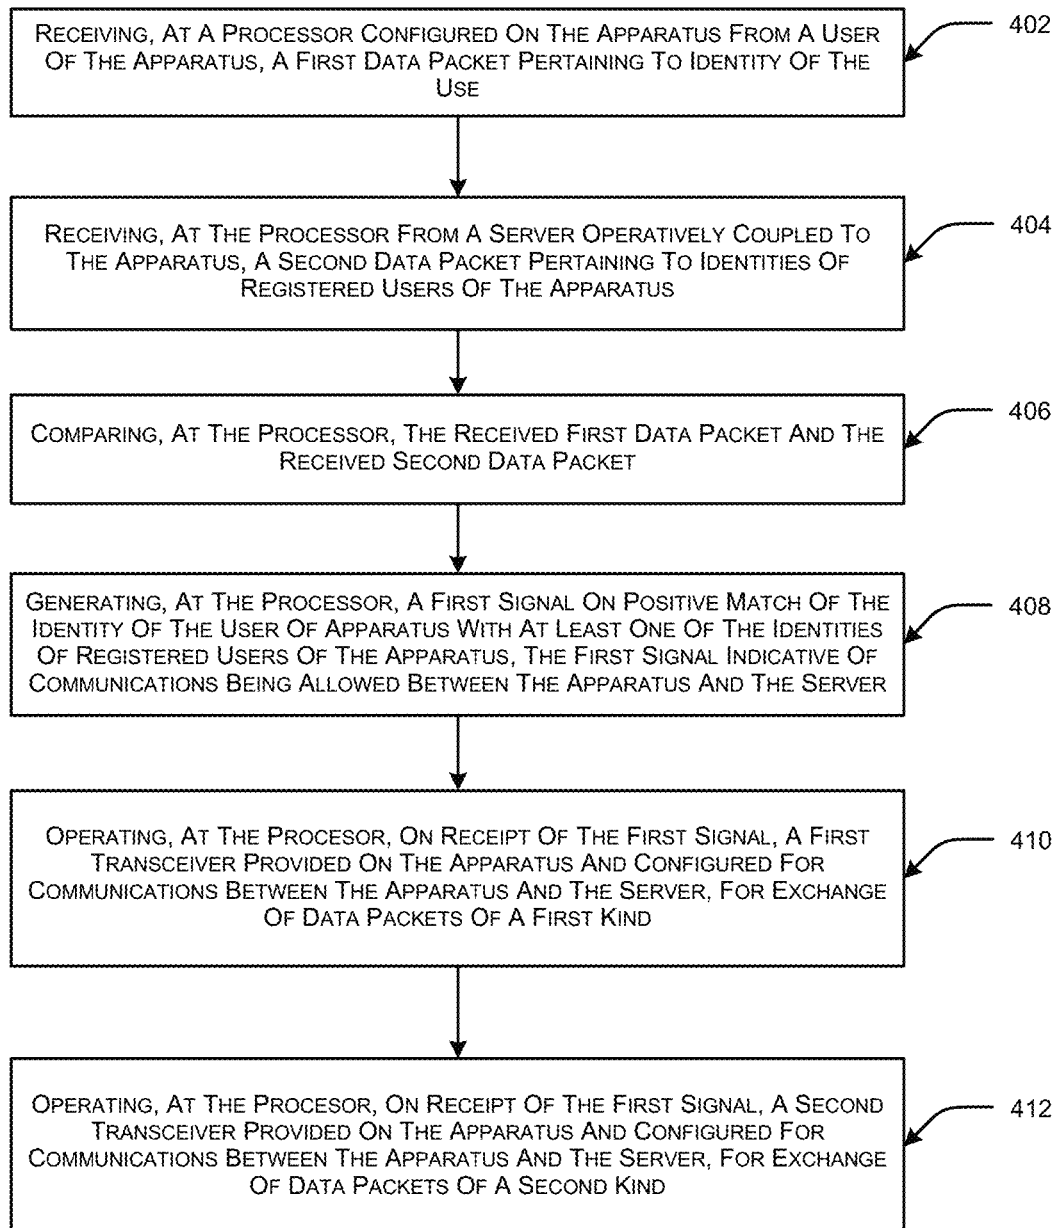 RECEIVING, AT A PROCESSOR CONFIGURED ON THE APPARATUS FROM A USER
OF THE APPARATUS, A FIRST DATA PACKET PERTAINING TO IDENTITY OF THE
USE
402
RECEIVING, AT THE PROCESSOR FROM A SERVER OPERATIVELY COUPLED TO
THE APPARATUS, A SECOND DATA PACKET PERTAINING TO IDENTITIES OF
REGISTERED USERS OF THE APPARATUS
404
COMPARING, AT THE PROCESSOR, THE RECEIVED FIRST DATA PACKET AND THE
RECEIVED SECOND DATA PACKET
406
GENERATING, AT THE PROCESSOR, A FIRST SIGNAL ON POSITIVE MATCH OF THE
IDENTITY OF THE USER OF APPARATUS WITH AT LEAST ONE OF THE IDENTITIES
OF REGISTERED USERS OF THE APPARATUS, THE FIRST SIGNAL INDICATIVE OF
COMMUNICATIONS BEING ALLOWED BETWEEN THE APPARATUS AND THE SERVER
408
OPERATING, AT THE PROCESOR, ON RECEIPT OF THE FIRST SIGNAL, A FIRST
TRANSCEIVER PROVIDED ON THE APPARATUS AND CONFIGURED FOR
COMMUNICATIONS BETWEEN THE APPARATUS AND THE SERVER, FOR EXCHANGE
OF DATA PACKETS OF A FIRST KIND
410
OPERATING, AT THE PROCESOR, ON RECEIPT OF THE FIRST SIGNAL, A SECOND
TRANSCEIVER PROVIDED ON THE APPARATUS AND CONFIGURED FOR
COMMUNICATIONS BETWEEN THE APPARATUS AND THE SERVER, FOR EXCHANGE
OF DATA PACKETS OF A SECOND KIND
412